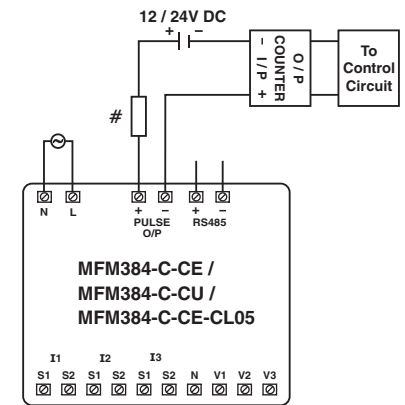 12 / 24V DC
+ −
O / P
COUNTER
− I / P +
To
Control
Circuit
#
N L + − + −
PULSE
O/P
RS485
MFM384-C-CE /
MFM384-C-CU /
MFM384-C-CE-CL05
I1 I2 I3
S1 S2 S1 S2 S1 S2 N V1 V2 V3